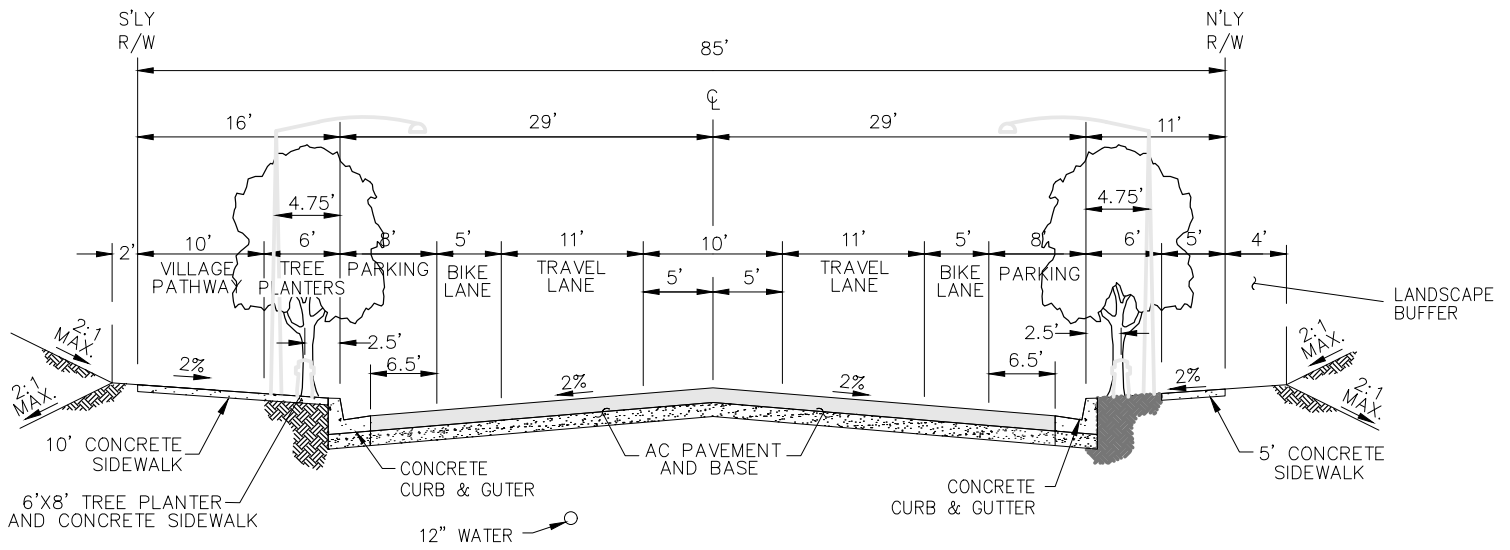 S'LY
R/W
N'LY
R/W
85'
℄
16'
29'
29'
11'
4.75'
4.75'
2'
10'
6'
8'
5'
11'
10'
11'
5'
8'
6'
5'
4'
VILLAGE
PATHWAY
TREE
PLANTERS
PARKING
BIKE
LANE
TRAVEL
LANE
5'
5'
TRAVEL
LANE
BIKE
LANE
PARKING
LANDSCAPE
BUFFER
2:1
MAX.
2:1
MAX.
2%
2.5'
6.5'
2%
2%
2.5'
6.5'
2%
2:1
MAX.
2:1
MAX.
10' CONCRETE
SIDEWALK
6'X8' TREE PLANTER
AND CONCRETE SIDEWALK
CONCRETE
CURB & GUTER
AC PAVEMENT
AND BASE
CONCRETE
CURB & GUTTER
5' CONCRETE
SIDEWALK
12" WATER